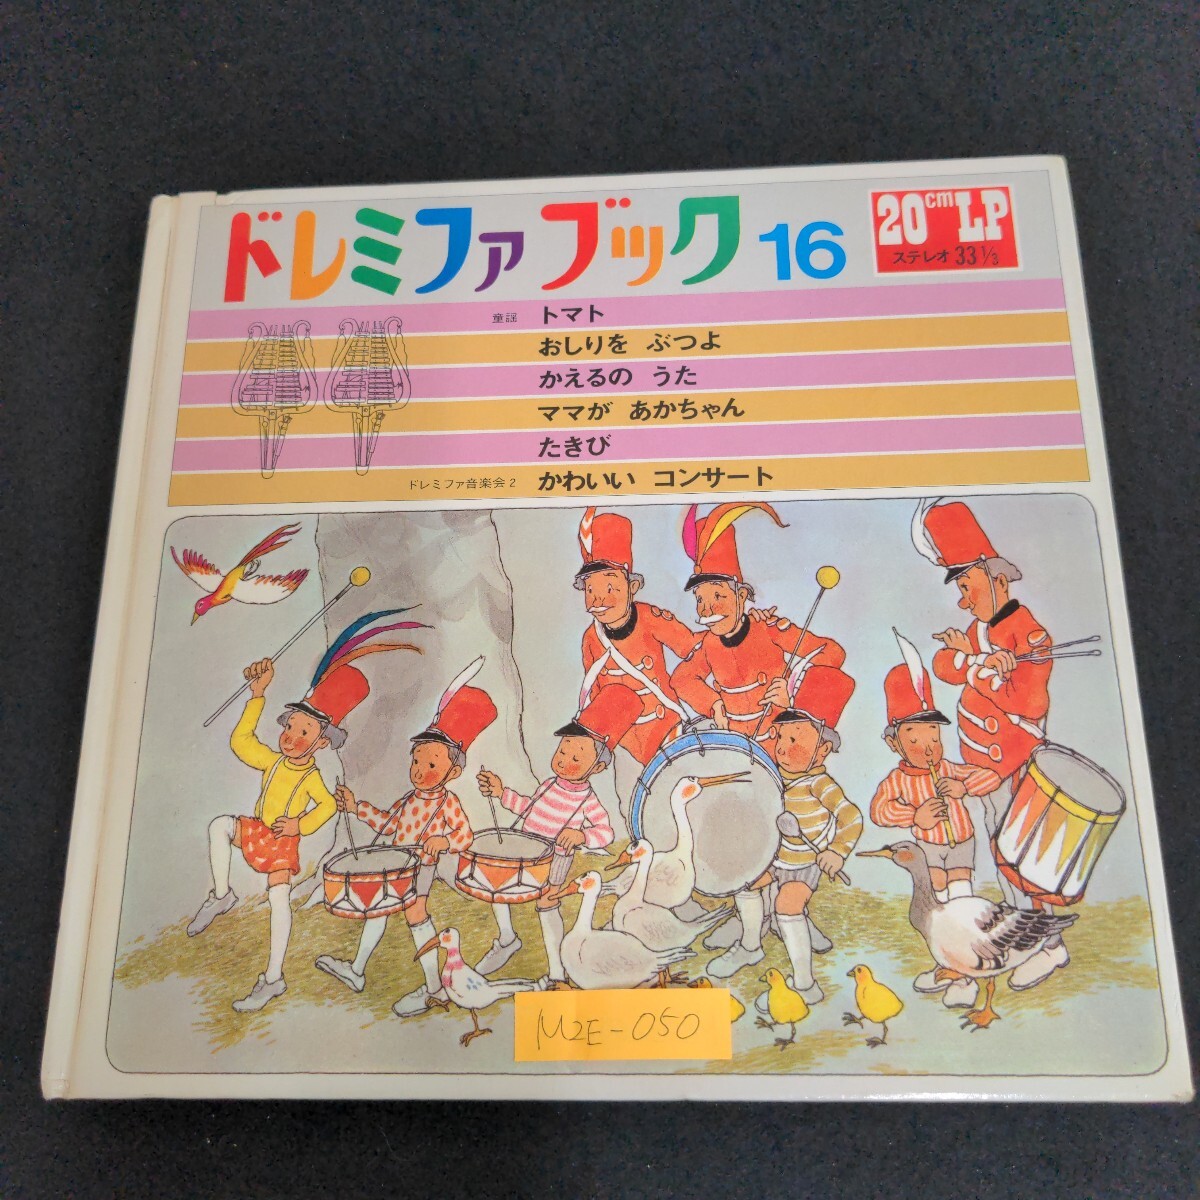 ドレミファブック 16
20cm LP
ステレオ 33 1/3
童謡 トマト
おしりを ぶつよ
かえるの うた
ママが あかちゃん
たきび
ドレミファ音楽会 2 かわいい コンサート
M2E-050